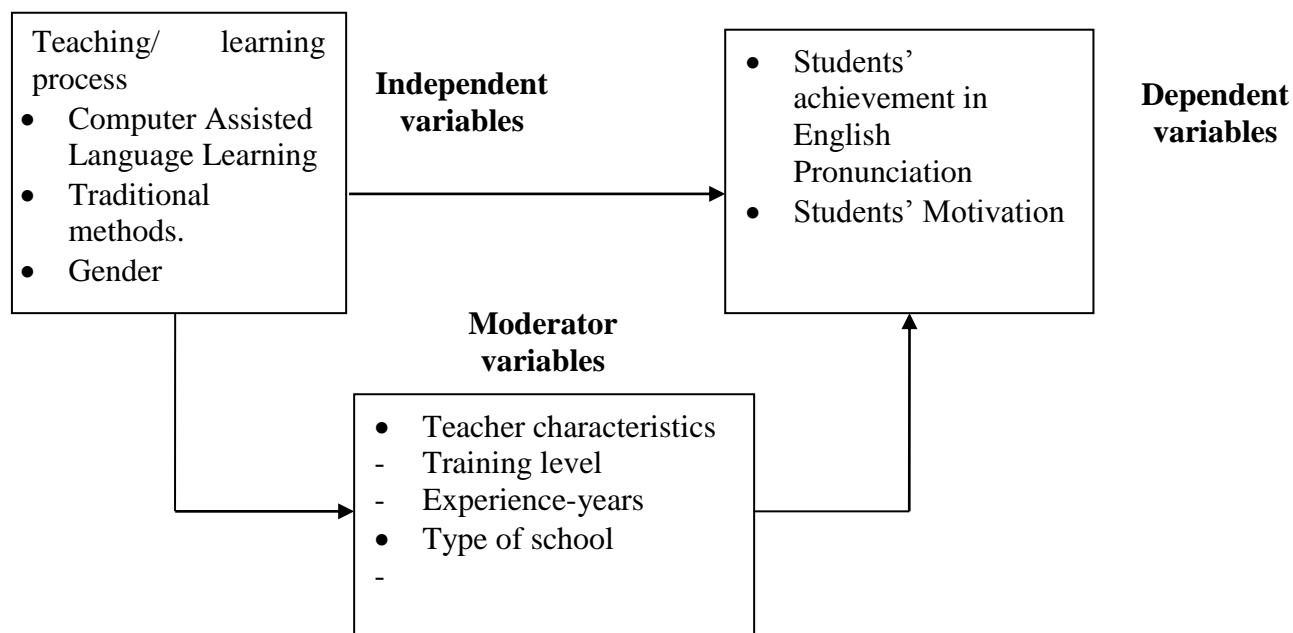 Teaching/ learning
process
• Computer Assisted
Language Learning
• Traditional
methods.
• Gender
Independent
variables
• Students’
achievement in
English
Pronunciation
• Students’ Motivation
Dependent
variables
Moderator
variables
• Teacher characteristics
- Training level
- Experience-years
• Type of school
-